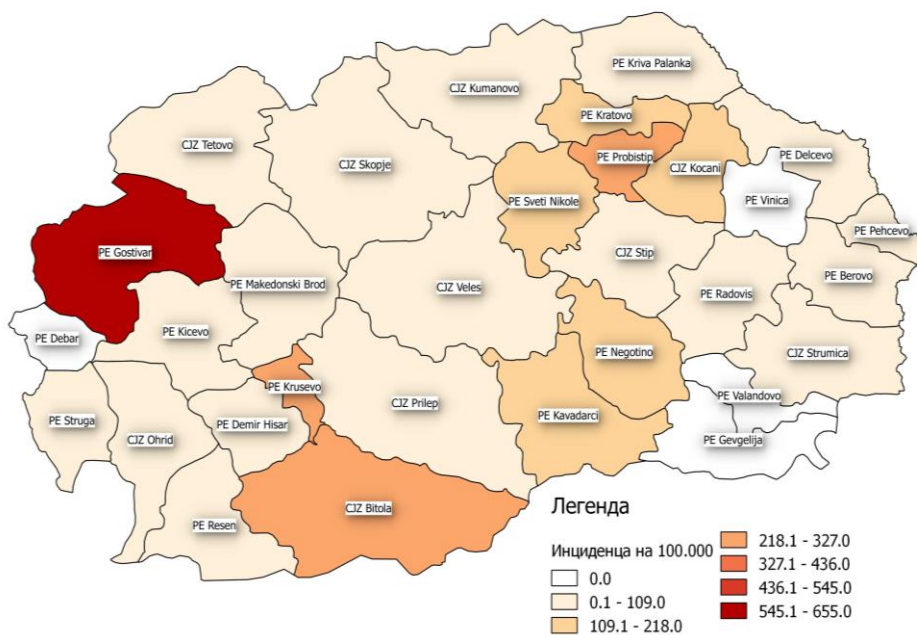 PE Kriva Palanka
CJZ Kumanovo
PE Kratovo
CJZ Tetovo
PE Probistip
PE Delcevo
CJZ Skopje
CJZ Kocani
PE Vinica
PE Sveti Nikole
PE Pehcevo
PE Gostivar
CJZ Stip
PE Berovo
PE Makedonski Brod
CJZ Veles
PE Radovis
PE Kicevo
PE Debar
PE Negotino
CJZ Strumica
PE Krusevo
PE Valandovo
CJZ Prilep
PE Kavadarci
PE Struga
PE Demir Hisar
CJZ Ohrid
PE Gevgelija
CJZ Bitola
PE Resen
Легенда
Инциденца на 100.000
0.0
0.1 - 109.0
109.1 - 218.0
218.1 - 327.0
327.1 - 436.0
436.1 - 545.0
545.1 - 655.0